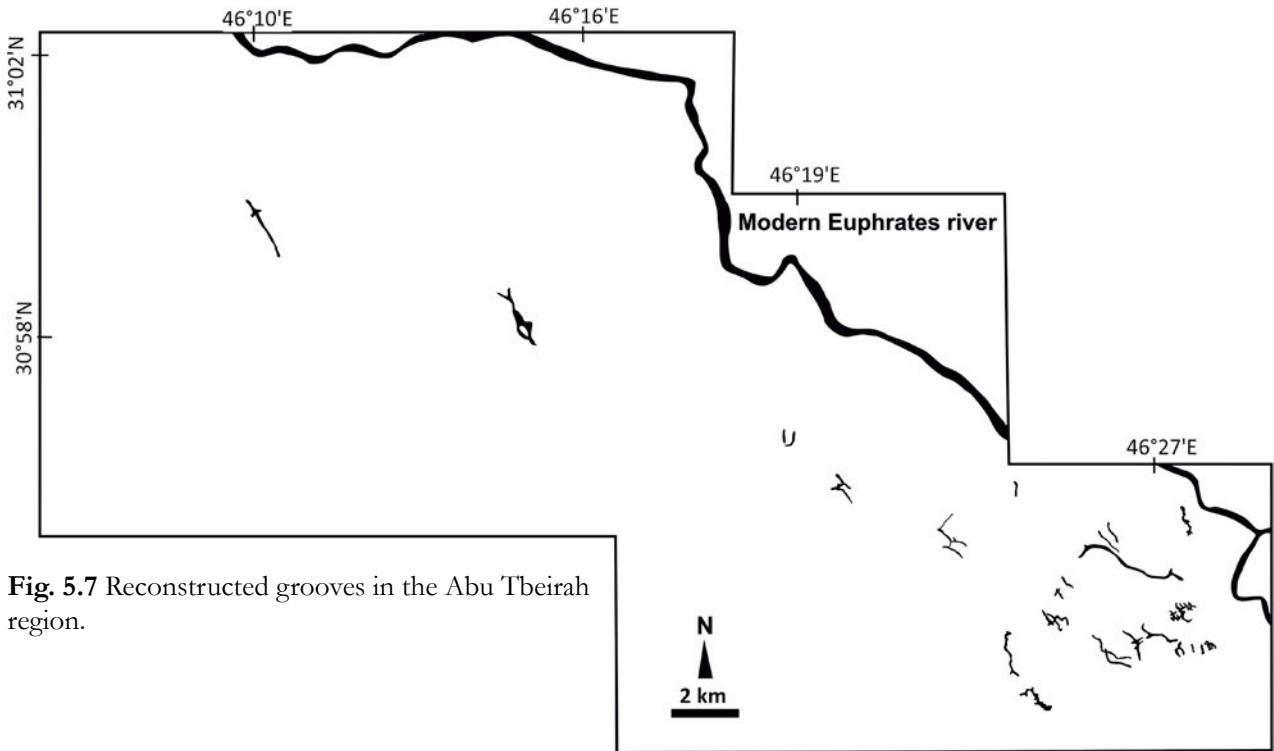 46°10'E
46°16'E
31°02'N
46°19'E
Modern Euphrates river
30°58'N
46°27'E
Fig. 5.7 Reconstructed grooves in the Abu Tbeirah
region.
N
2 km